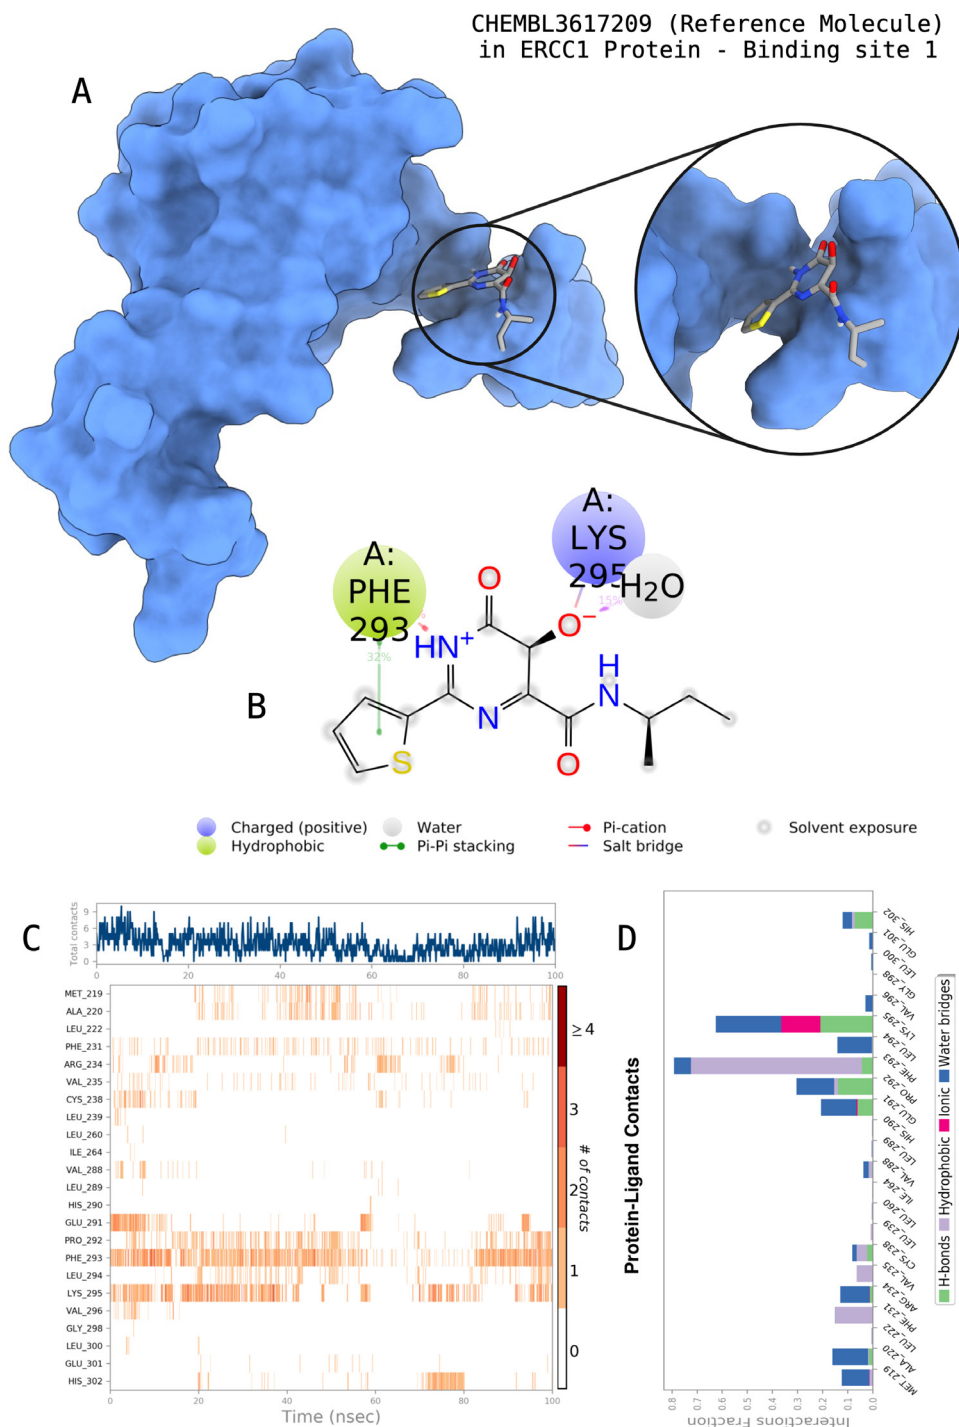 CHEMBL3617209 (Reference Molecule)
in ERCC1 Protein - Binding site 1
A
B
A:
PHE
293
32%
A:
LYS
295
H₂O
15%
O
O⁻
HN⁺
N
S
H
N
O
Charged (positive)
Hydrophobic
Water
Pi-Pi stacking
Pi-cation
Salt bridge
Solvent exposure
C
Total contacts
9
6
3
0
0 20 40 60 80 100
MET_219
ALA_220
LEU_222
PHE_231
ARG_234
VAL_235
CYS_238
LEU_239
LEU_260
ILE_264
VAL_288
LEU_289
HIS_290
GLU_291
PRO_292
PHE_293
LEU_294
LYS_295
VAL_296
GLY_298
LEU_300
GLU_301
HIS_302
0 20 40 60 80 100
Time (nsec)
≥4
3
2
1
0
# of contacts
D
Protein-Ligand Contacts
HIS_302
GLU_301
LEU_300
GLY_298
VAL_296
LYS_295
LEU_294
PHE_293
PRO_292
GLU_291
HIS_290
LEU_289
VAL_288
ILE_264
LEU_260
LEU_239
CYS_238
VAL_235
ARG_234
PHE_231
LEU_222
ALA_220
MET_219
0.8 0.7 0.6 0.5 0.4 0.3 0.2 0.1 0.0
Interactions Fraction
H-bonds Hydrophobic Ionic Water bridges